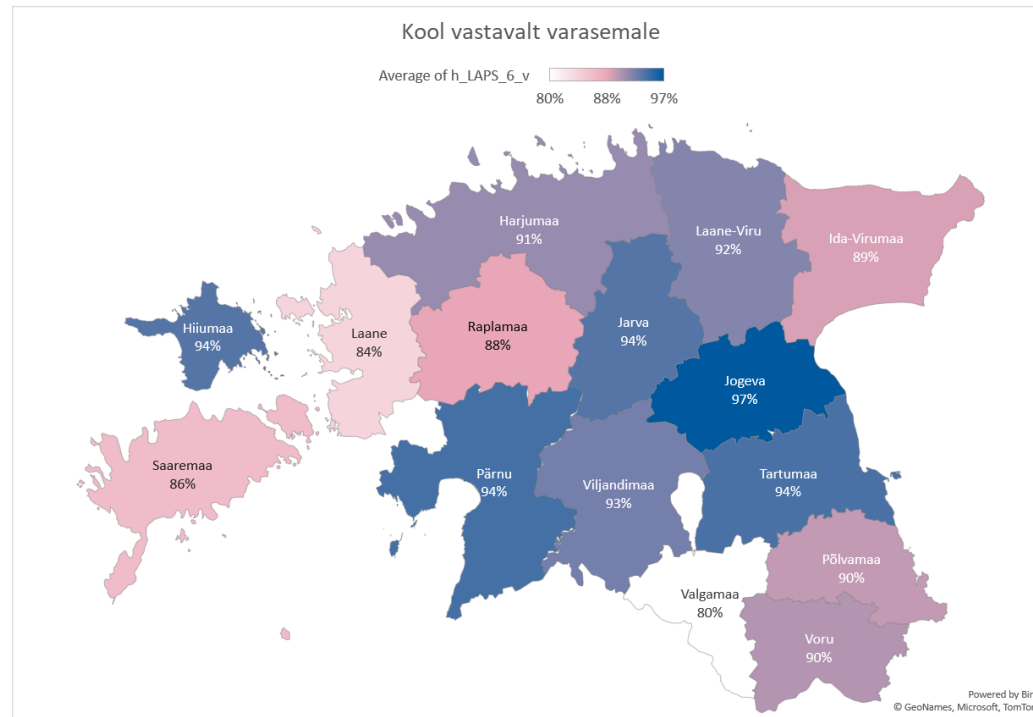 Kool vastavalt varasemale
Average of h_LAPS_6_v
80% 88% 97%
Harjumaa
91%
Laane-Viru
92%
Ida-Virumaa
89%
Hiiumaa
94%
Laane
84%
Raplamaa
88%
Jarva
94%
Jogeva
97%
Saaremaa
86%
Pärnu
94%
Viljandimaa
93%
Tartumaa
94%
Põlvamaa
90%
Valgamaa
80%
Voru
90%
Powered by Bin
© GeoNames, Microsoft, TomTom